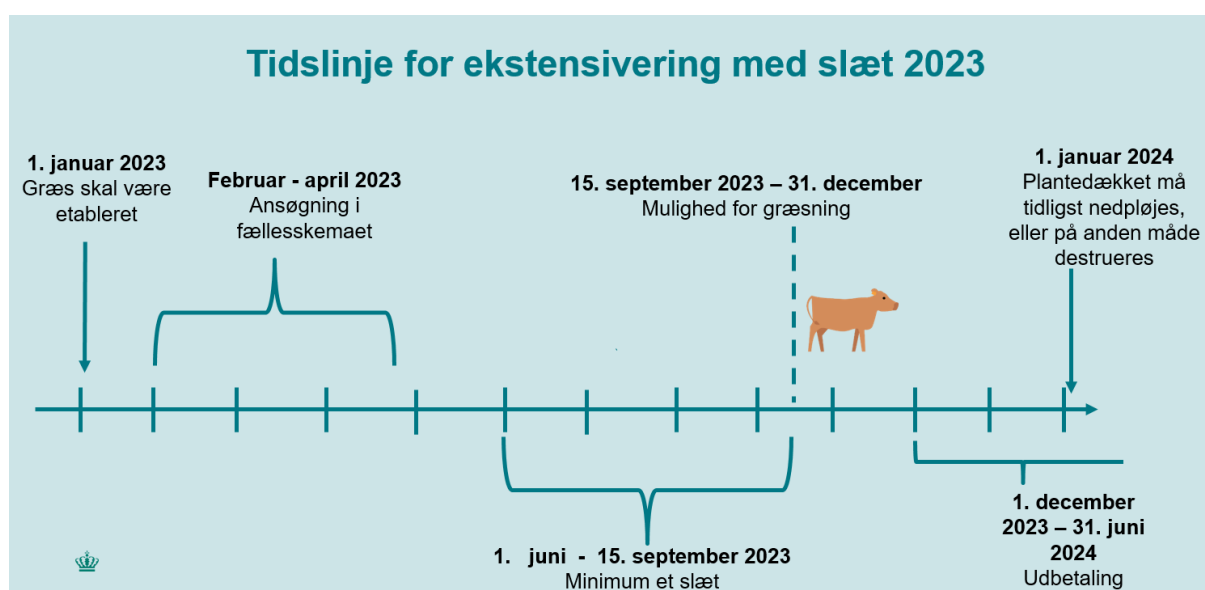 Tidslinje for ekstensivering med slæt 2023
1. januar 2023
Græs skal være
etableret
Februar - april 2023
Ansøgning i
fællesskemaet
15. september 2023 – 31. december
Mulighed for græsning
1. januar 2024
Plantedækket må
tidligst nedpløjes,
eller på anden måde
destrueres
1. juni - 15. september 2023
Minimum et slæt
1. december
2023 – 31. juni
2024
Udbetaling